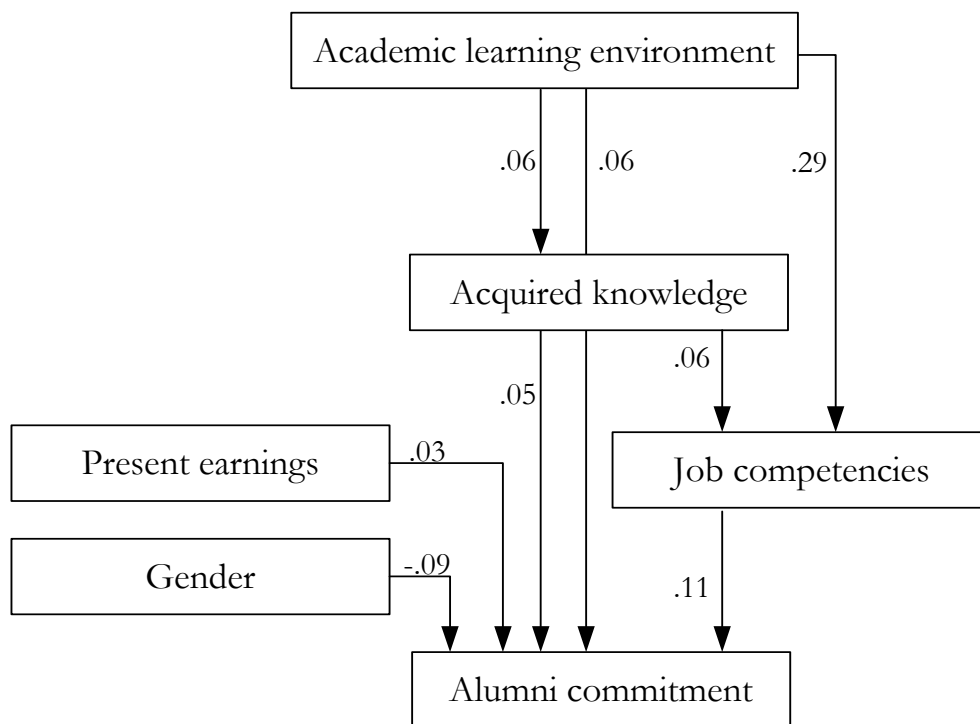 Academic learning environment
.06
.06
.29
Acquired knowledge
.06
.05
Present earnings
.03
Job competencies
Gender
-.09
.11
Alumni commitment